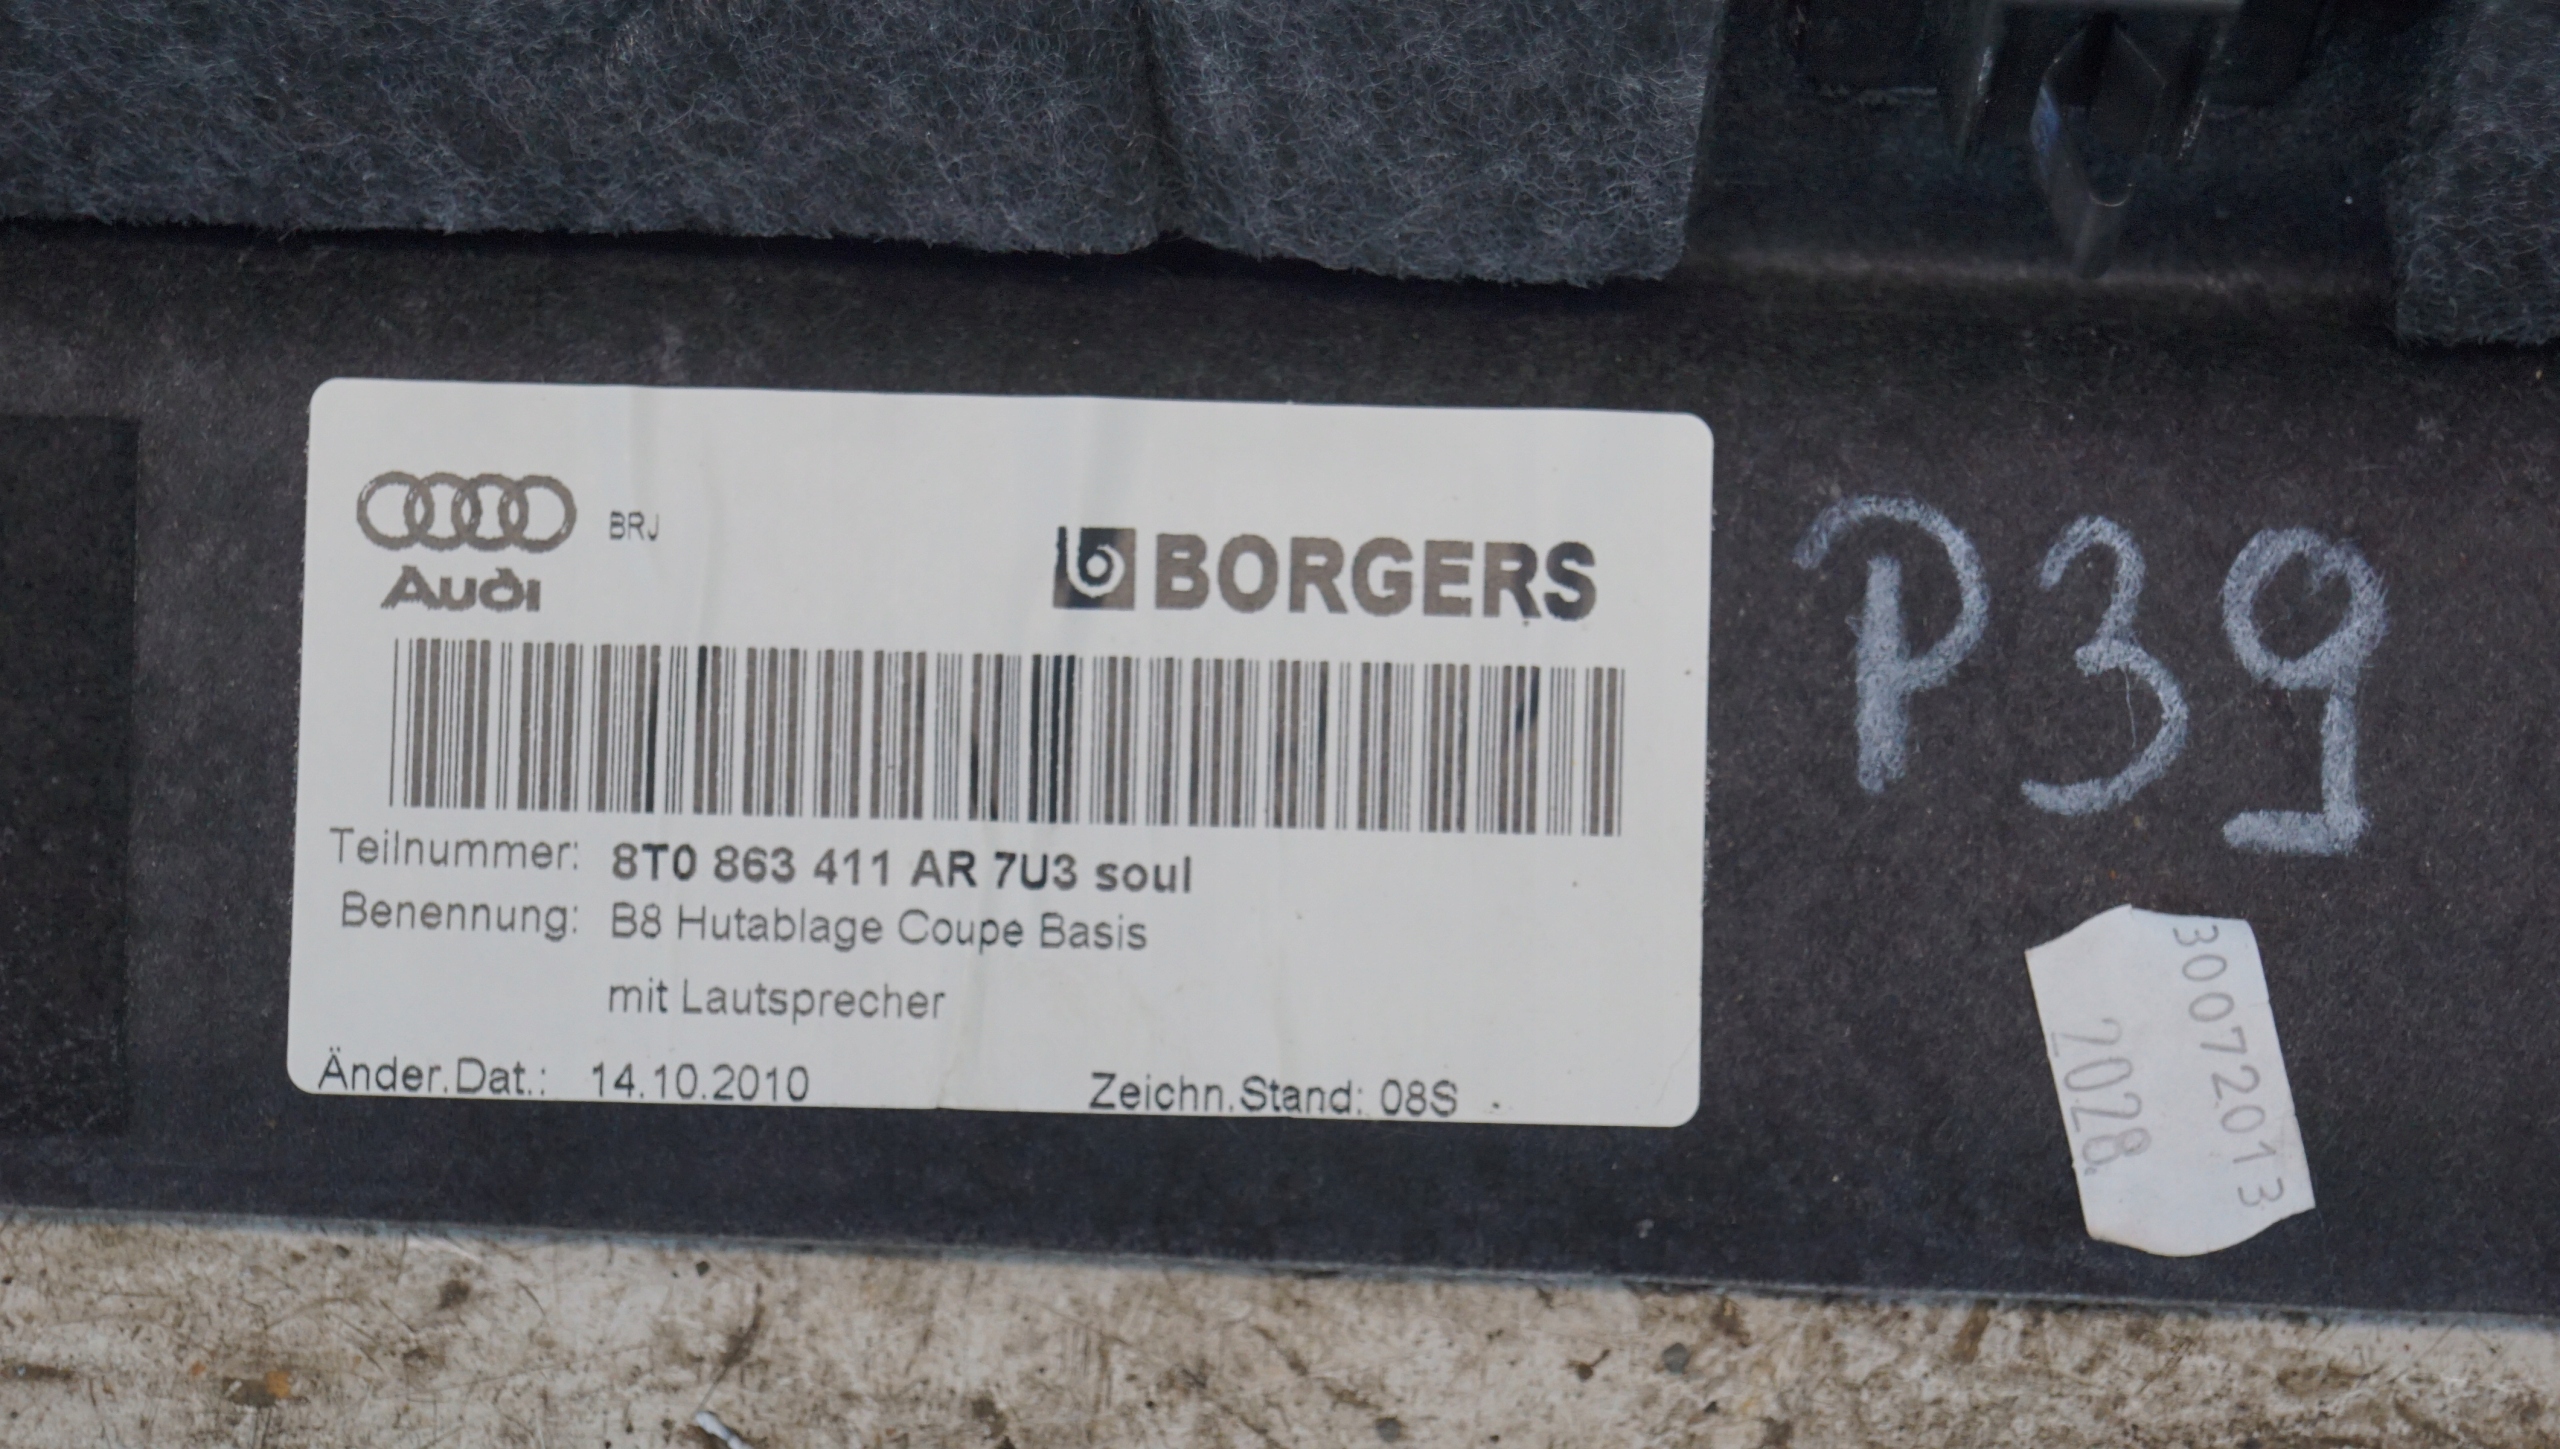 Audi
BRJ
BORGERS
Teilnummer: 8T0 863 411 AR 7U3 soul
Benennung: B8 Hutablage Coupe Basis
mit Lautsprecher
Änder.Dat.: 14.10.2010
Zeichn.Stand: 08S
P39
30072013
2028